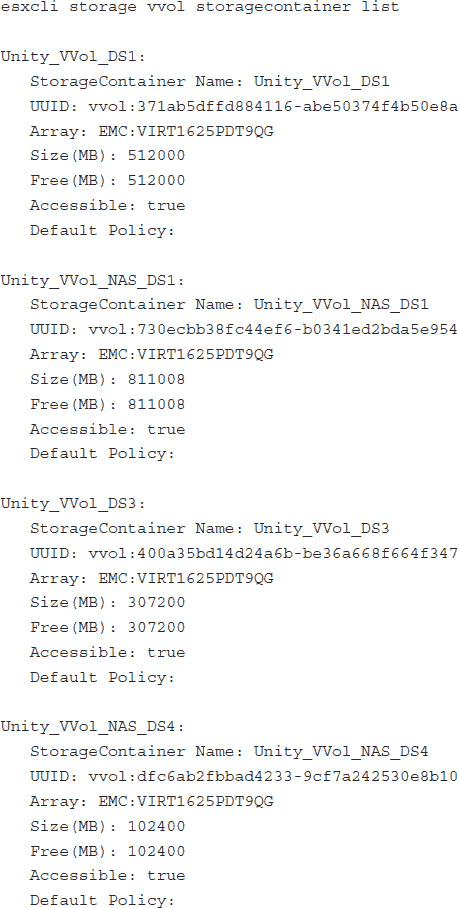 esxcli storage vvol storagecontainer list
Unity_VVol_DS1:
StorageContainer Name: Unity_VVol_DS1
UUID: vvol:371ab5dffd884116-abe50374f4b50e8a
Array: EMC:VIRT1625PDT9QG
Size(MB): 512000
Free(MB): 512000
Accessible: true
Default Policy:
Unity_VVol_NAS_DS1:
StorageContainer Name: Unity_VVol_NAS_DS1
UUID: vvol:730ecbb38fc44ef6-b0341ed2bda5e954
Array: EMC:VIRT1625PDT9QG
Size(MB): 811008
Free(MB): 811008
Accessible: true
Default Policy:
Unity_VVol_DS3:
StorageContainer Name: Unity_VVol_DS3
UUID: vvol:400a35bd14d24a6b-be36a668f664f347
Array: EMC:VIRT1625PDT9QG
Size(MB): 307200
Free(MB): 307200
Accessible: true
Default Policy:
Unity_VVol_NAS_DS4:
StorageContainer Name: Unity_VVol_NAS_DS4
UUID: vvol:dfc6ab2fbbad4233-9cf7a242530e8b10
Array: EMC:VIRT1625PDT9QG
Size(MB): 102400
Free(MB): 102400
Accessible: true
Default Policy: